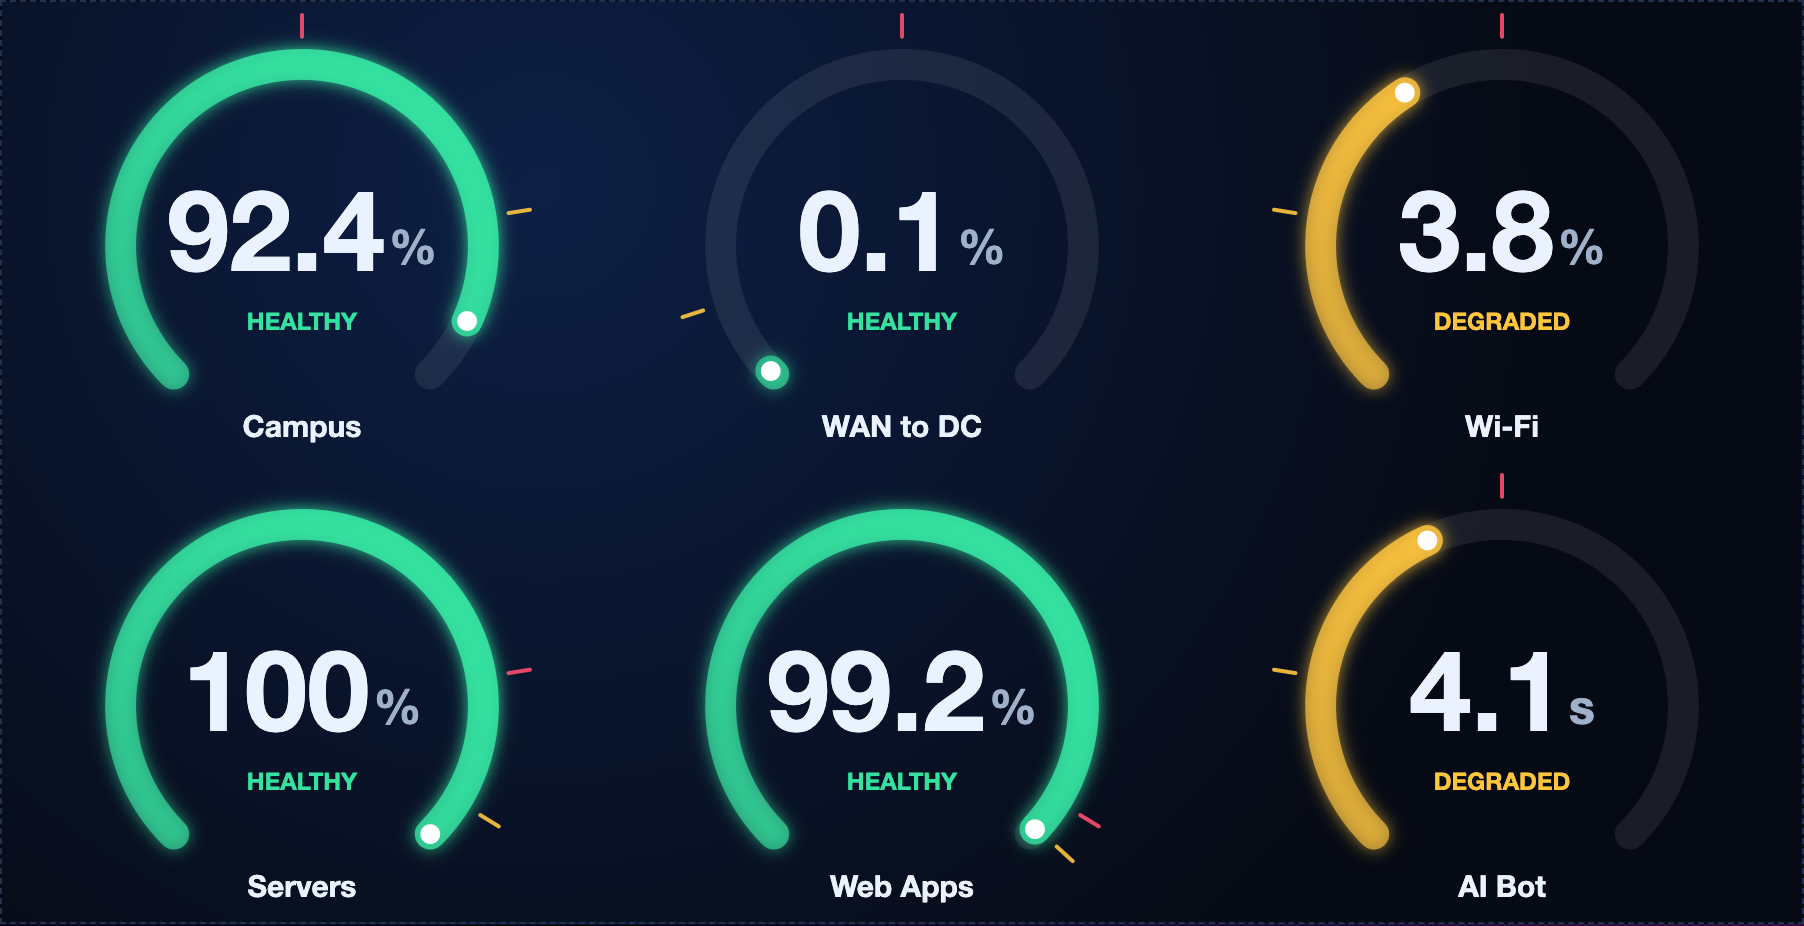 92.4%
HEALTHY
Campus
0.1%
HEALTHY
WAN to DC
3.8%
DEGRADED
Wi-Fi
100%
HEALTHY
Servers
99.2%
HEALTHY
Web Apps
4.1s
DEGRADED
AI Bot